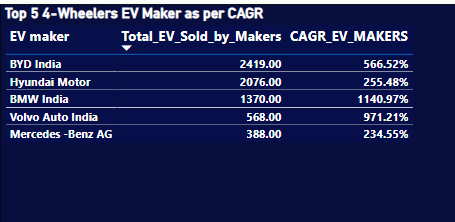 Top 5 4-Wheelers EV Maker as per CAGR
EV maker Total_EV_Sold_by_Makers CAGR_EV_MAKERS
BYD India 2419.00 566.52%
Hyundai Motor 2076.00 255.48%
BMW India 1370.00 1140.97%
Volvo Auto India 568.00 971.21%
Mercedes -Benz AG 388.00 234.55%